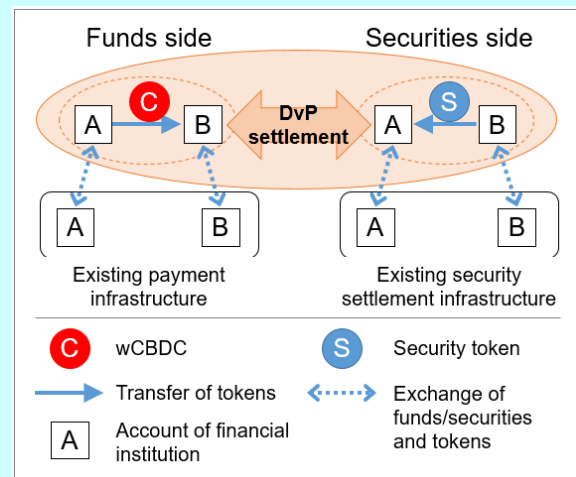 Funds side
Securities side
C
S
A
B
DvP
settlement
A
B
A
B
A
B
Existing payment
infrastructure
Existing security
settlement infrastructure
C
wCBDC
S
Security token
Transfer of tokens
Exchange of
funds/securities
and tokens
A
Account of financial
institution